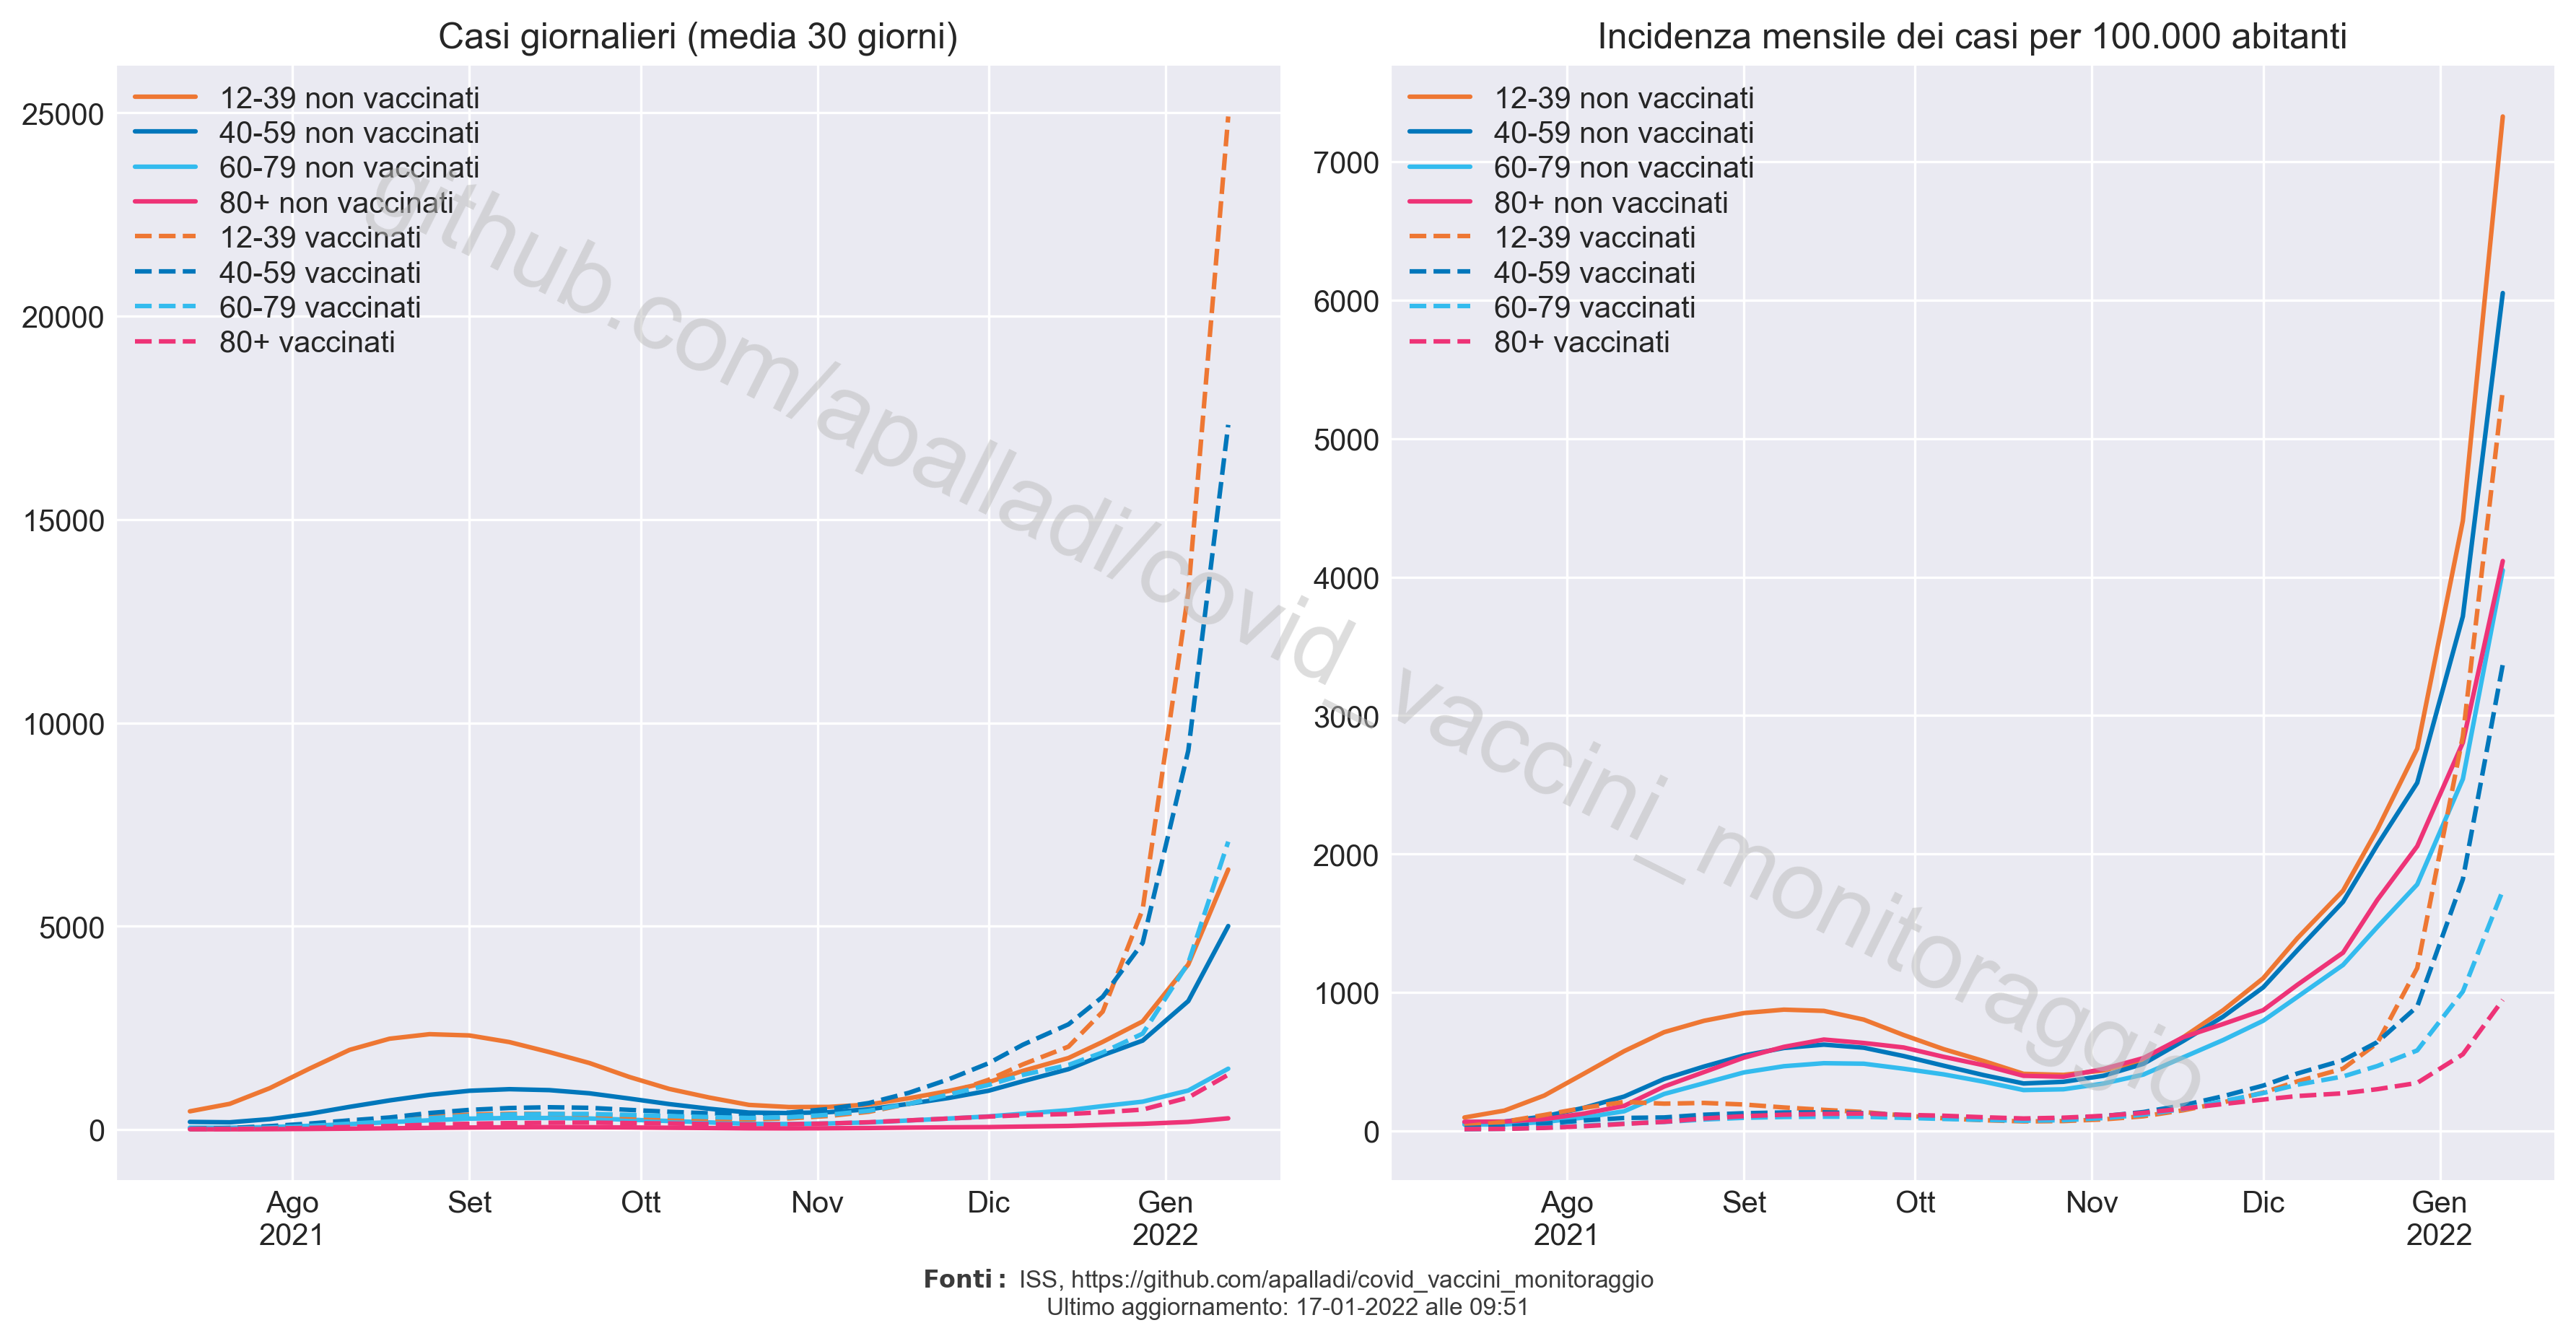 Casi giornalieri (media 30 giorni)
25000
20000
15000
10000
5000
0
12-39 non vaccinati
40-59 non vaccinati
60-79 non vaccinati
80+ non vaccinati
12-39 vaccinati
40-59 vaccinati
60-79 vaccinati
80+ vaccinati
Ago
2021
Set
Ott
Nov
Dic
Gen
2022
Incidenza mensile dei casi per 100.000 abitanti
7000
6000
5000
4000
3000
2000
1000
0
12-39 non vaccinati
40-59 non vaccinati
60-79 non vaccinati
80+ non vaccinati
12-39 vaccinati
40-59 vaccinati
60-79 vaccinati
80+ vaccinati
Ago
2021
Set
Ott
Nov
Dic
Gen
2022
github.com/apalladi/covid_vaccini_monitoraggio
Fonti: ISS, https://github.com/apalladi/covid_vaccini_monitoraggio
Ultimo aggiornamento: 17-01-2022 alle 09:51